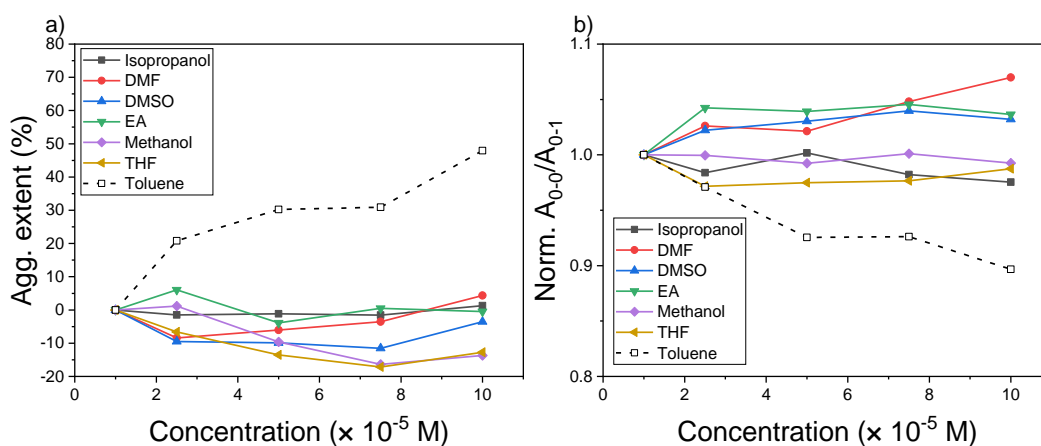 a)
80
70
60
50
40
30
20
10
0
-10
-20
Agg. extent (%)
Isopropanol
DMF
DMSO
EA
Methanol
THF
Toluene
0 2 4 6 8 10
Concentration (× 10⁻⁵ M)
b)
1.1
1.0
0.9
0.8
Norm. A₀₋₀/A₀₋₁
Isopropanol
DMF
DMSO
EA
Methanol
THF
Toluene
0 2 4 6 8 10
Concentration (× 10⁻⁵ M)